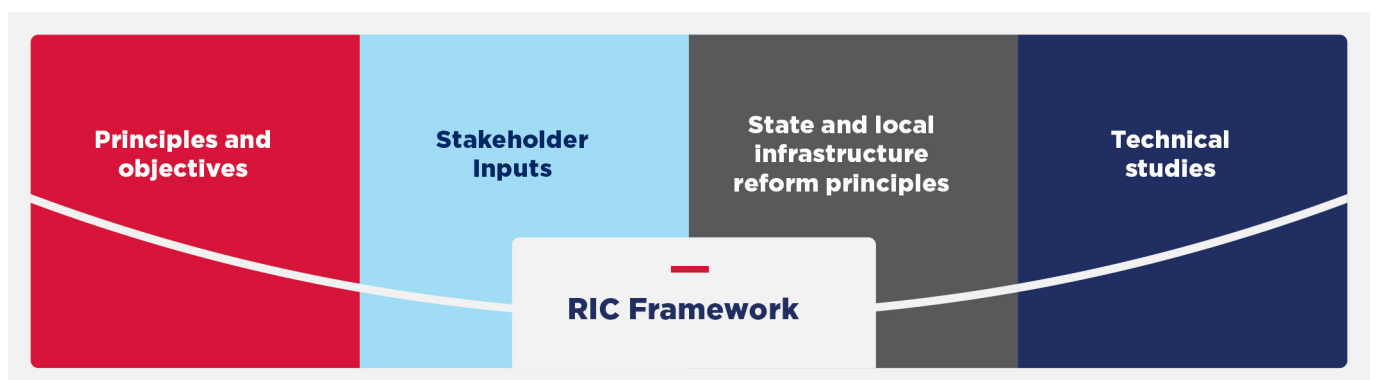 Principles and
objectives
Stakeholder
Inputs
State and local
infrastructure
reform principles
Technical
studies
RIC Framework